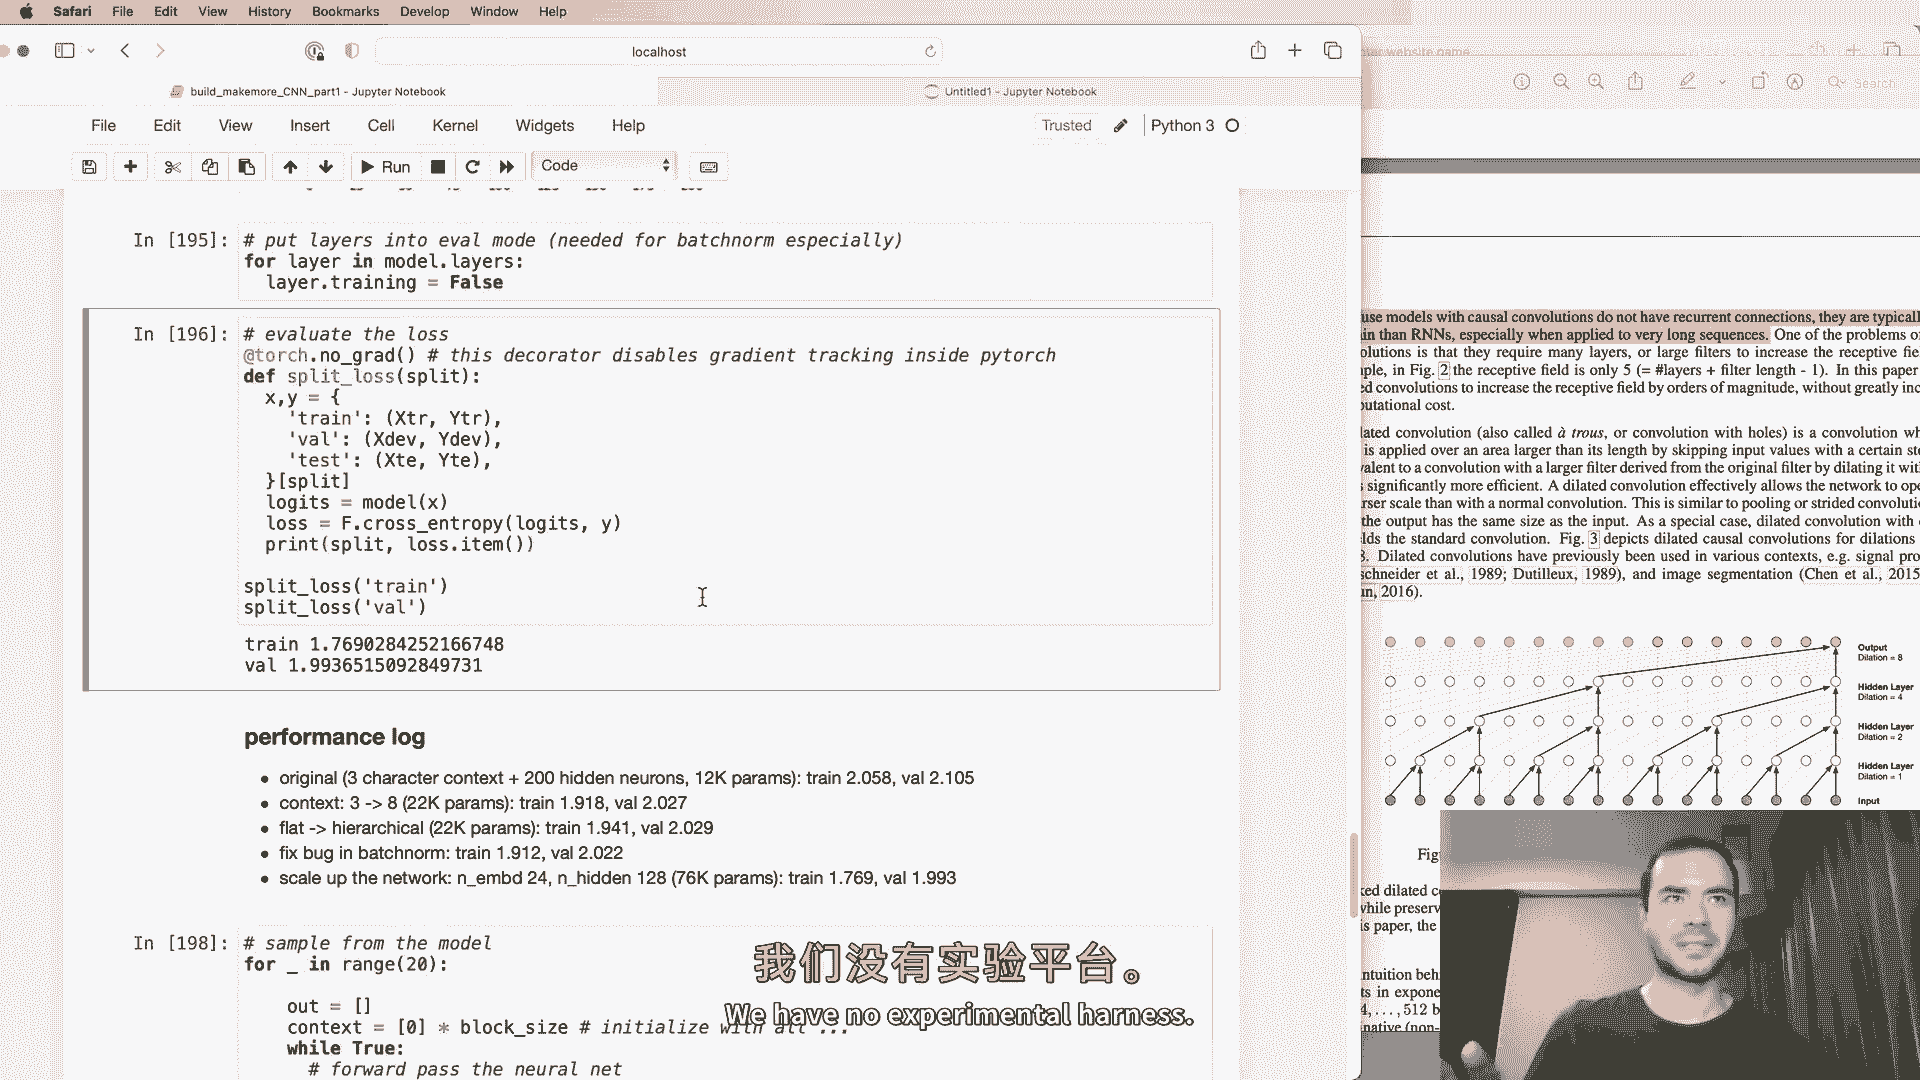 Safari File Edit View History Bookmarks Develop Window Help
localhost
build_makemore_CNN_part1 - Jupyter Notebook
Untitled1 - Jupyter Notebook
Search
File Edit View Insert Cell Kernel Widgets Help
Trusted
Python 3
Run
Code
In [195]: # put layers into eval mode (needed for batchnorm especially)
for layer in model.layers:
layer.training = False
In [196]: # evaluate the loss
@torch.no_grad() # this decorator disables gradient tracking inside pytorch
def split_loss(split):
x,y = {
'train': (Xtr, Ytr),
'val': (Xdev, Ydev),
'test': (Xte, Yte),
}[split]
logits = model(x)
loss = F.cross_entropy(logits, y)
print(split, loss.item())
split_loss('train')
split_loss('val')
train 1.7690284252166748
val 1.9936515092849731
performance log
• original (3 character context + 200 hidden neurons, 12K params): train 2.058, val 2.105
• context: 3 -> 8 (22K params): train 1.918, val 2.027
• flat -> hierarchical (22K params): train 1.941, val 2.029
• fix bug in batchnorm: train 1.912, val 2.022
• scale up the network: n_embd 24, n_hidden 128 (76K params): train 1.769, val 1.993
In [198]: # sample from the model
for _ in range(20):
out = []
context = [0] * block_size # initialize with all ...
while True:
# forward pass the neural net
use models with causal convolutions do not have recurrent connections, they are typicall
in than RNNs, especially when applied to very long sequences. One of the problems of
olutions is that they require many layers, or large filters to increase the receptive fie
ple, in Fig. 2 the receptive field is only 5 (= #layers + filter length - 1). In this paper
ed convolutions to increase the receptive field by orders of magnitude, without greatly inc
putational cost.
lated convolution (also called à trous, or convolution with holes) is a convolution wh
is applied over an area larger than its length by skipping input values with a certain ste
valent to a convolution with a larger filter derived from the original filter by dilating it wit
significantly more efficient. A dilated convolution effectively allows the network to ope
rser scale than with a normal convolution. This is similar to pooling or strided convolutio
the output has the same size as the input. As a special case, dilated convolution with
lds the standard convolution. Fig. 3 depicts dilated causal convolutions for dilations
8. Dilated convolutions have previously been used in various contexts, e.g. signal pro
schneider et al., 1989; Dutilleux, 1989), and image segmentation (Chen et al., 2015
un, 2016).
Output
Dilation = 8
Hidden Layer
Dilation = 4
Hidden Layer
Dilation = 2
Hidden Layer
Dilation = 1
Input
Fig
ked dilated c
while preserv
is paper, the
intuition beh
ts in expone
4, . . . , 512 b
native (non-
我们没有实验平台。
We have no experimental harness.